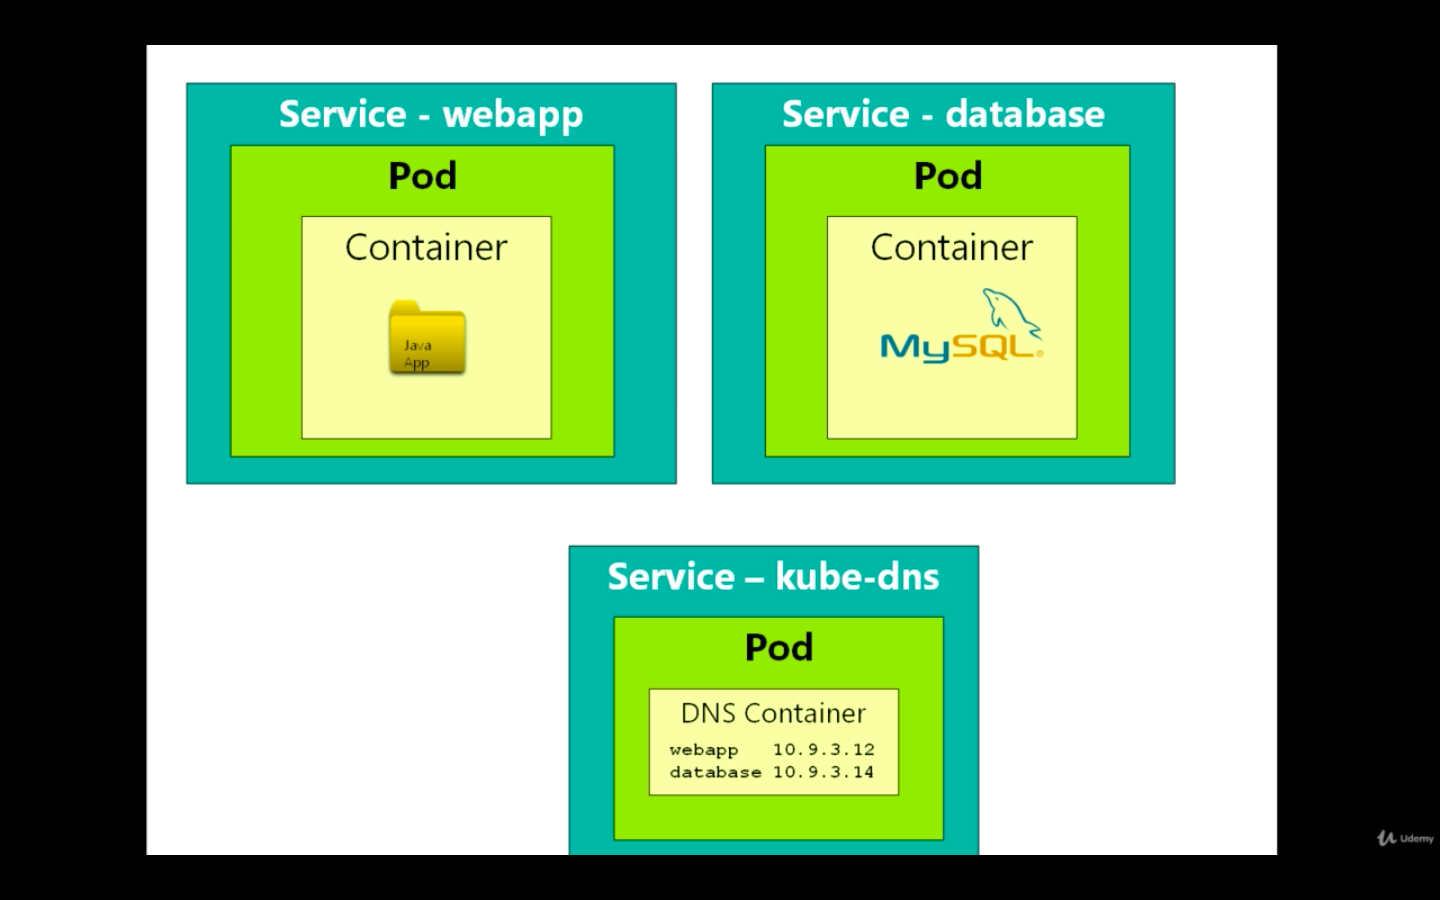 Service - webapp
Pod
Container
Java
App
Service - database
Pod
Container
MySQL®
Service – kube-dns
Pod
DNS Container
webapp 10.9.3.12
database 10.9.3.14
Udemy